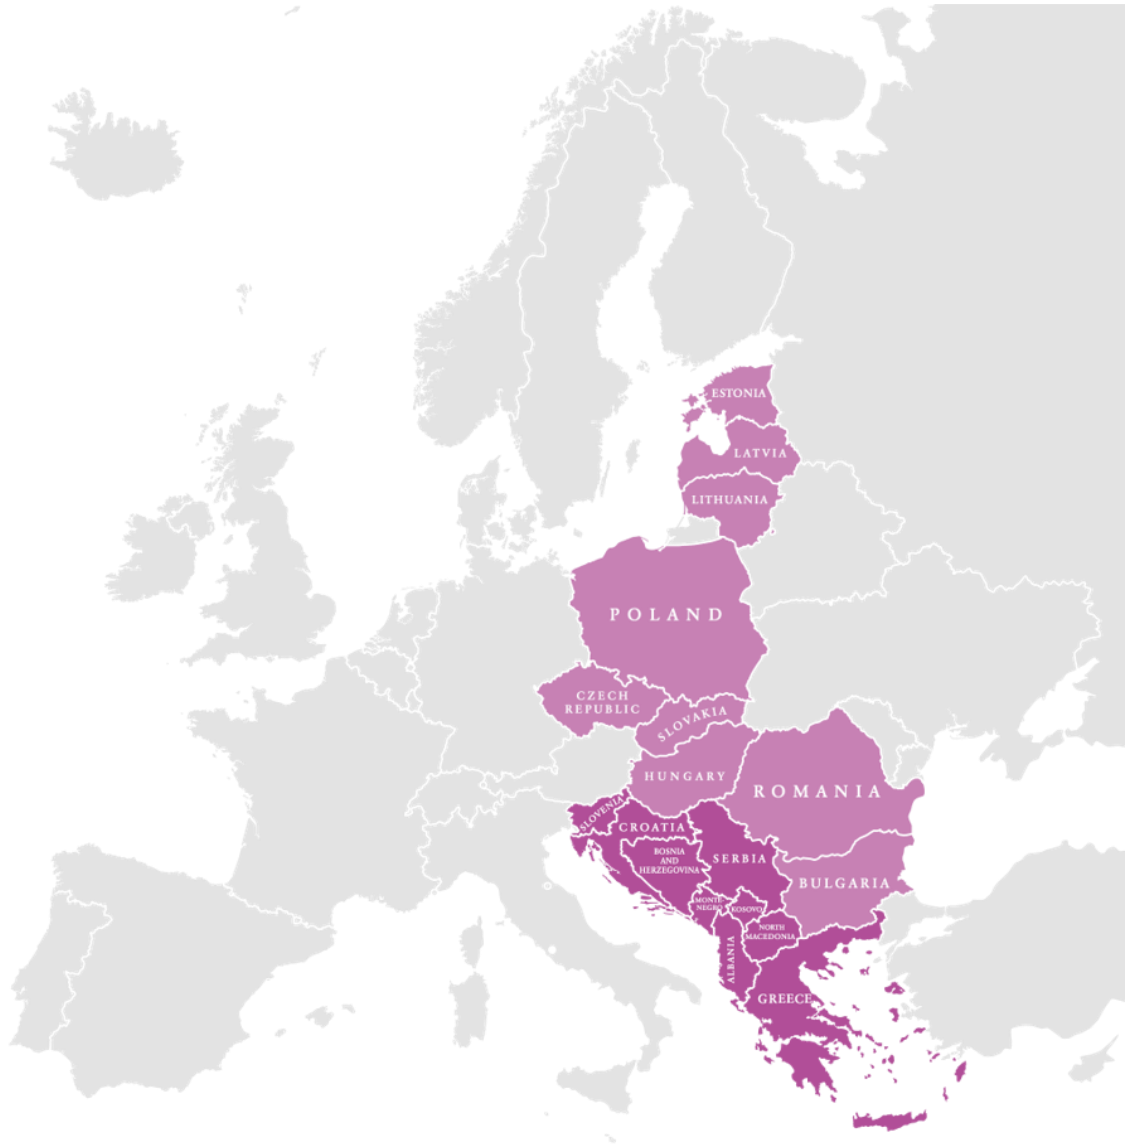 ESTONIA
LATVIA
LITHUANIA
POLAND
CZECH
REPUBLIC
SLOVAKIA
HUNGARY
ROMANIA
SLOVENIA
CROATIA
BOSNIA
AND
HERZEGOVINA
SERBIA
BULGARIA
MONTE-
NEGRO
KOSOVO
NORTH
MACEDONIA
ALBANIA
GREECE